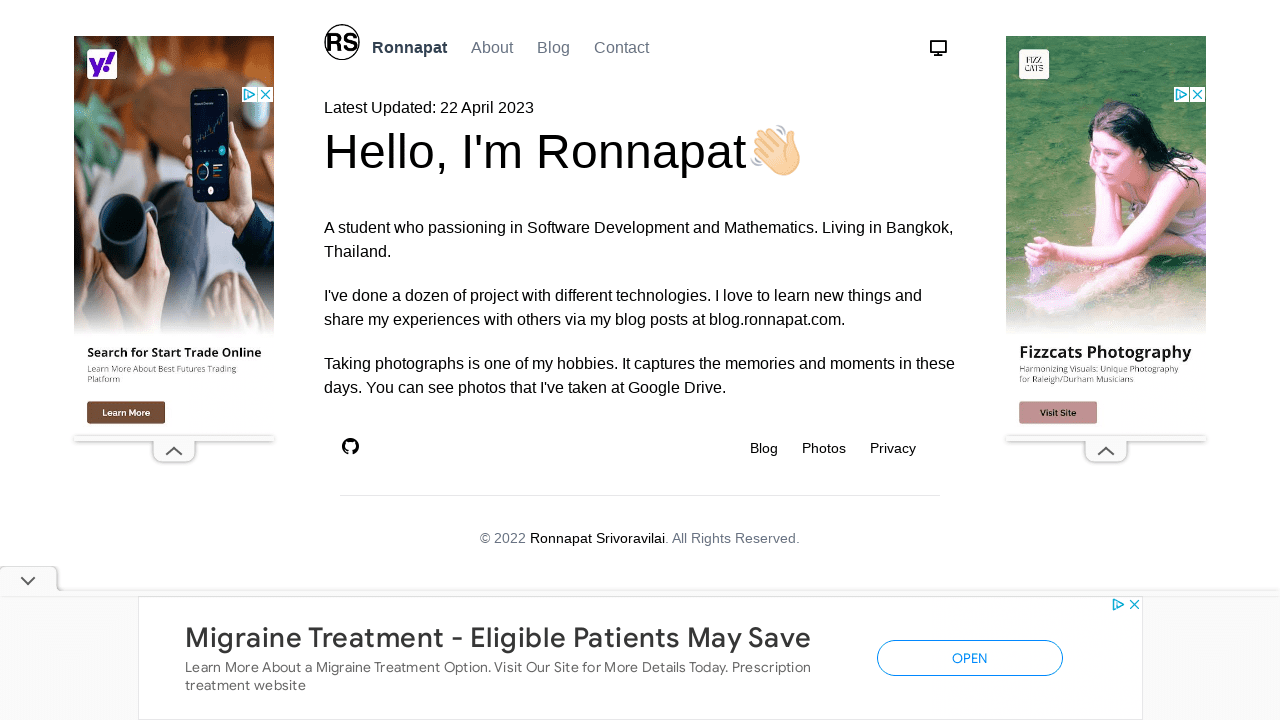 RS
Ronnapat
About
Blog
Contact
Latest Updated: 22 April 2023
Hello, I'm Ronnapat👋🏼
A student who passioning in Software Development and Mathematics. Living in Bangkok,
Thailand.
I've done a dozen of project with different technologies. I love to learn new things and
share my experiences with others via my blog posts at blog.ronnapat.com.
Taking photographs is one of my hobbies. It captures the memories and moments in these
days. You can see photos that I've taken at Google Drive.
Blog
Photos
Privacy
© 2022 Ronnapat Srivoravilai. All Rights Reserved.
y!
Search for Start Trade Online
Learn More About Best Futures Trading
Platform
Learn More
FIZZ
CATS
Fizzcats Photography
Harmonizing Visuals: Unique Photography
for Raleigh/Durham Musicians
Visit Site
Migraine Treatment - Eligible Patients May Save
Learn More About a Migraine Treatment Option. Visit Our Site for More Details Today. Prescription
treatment website
OPEN